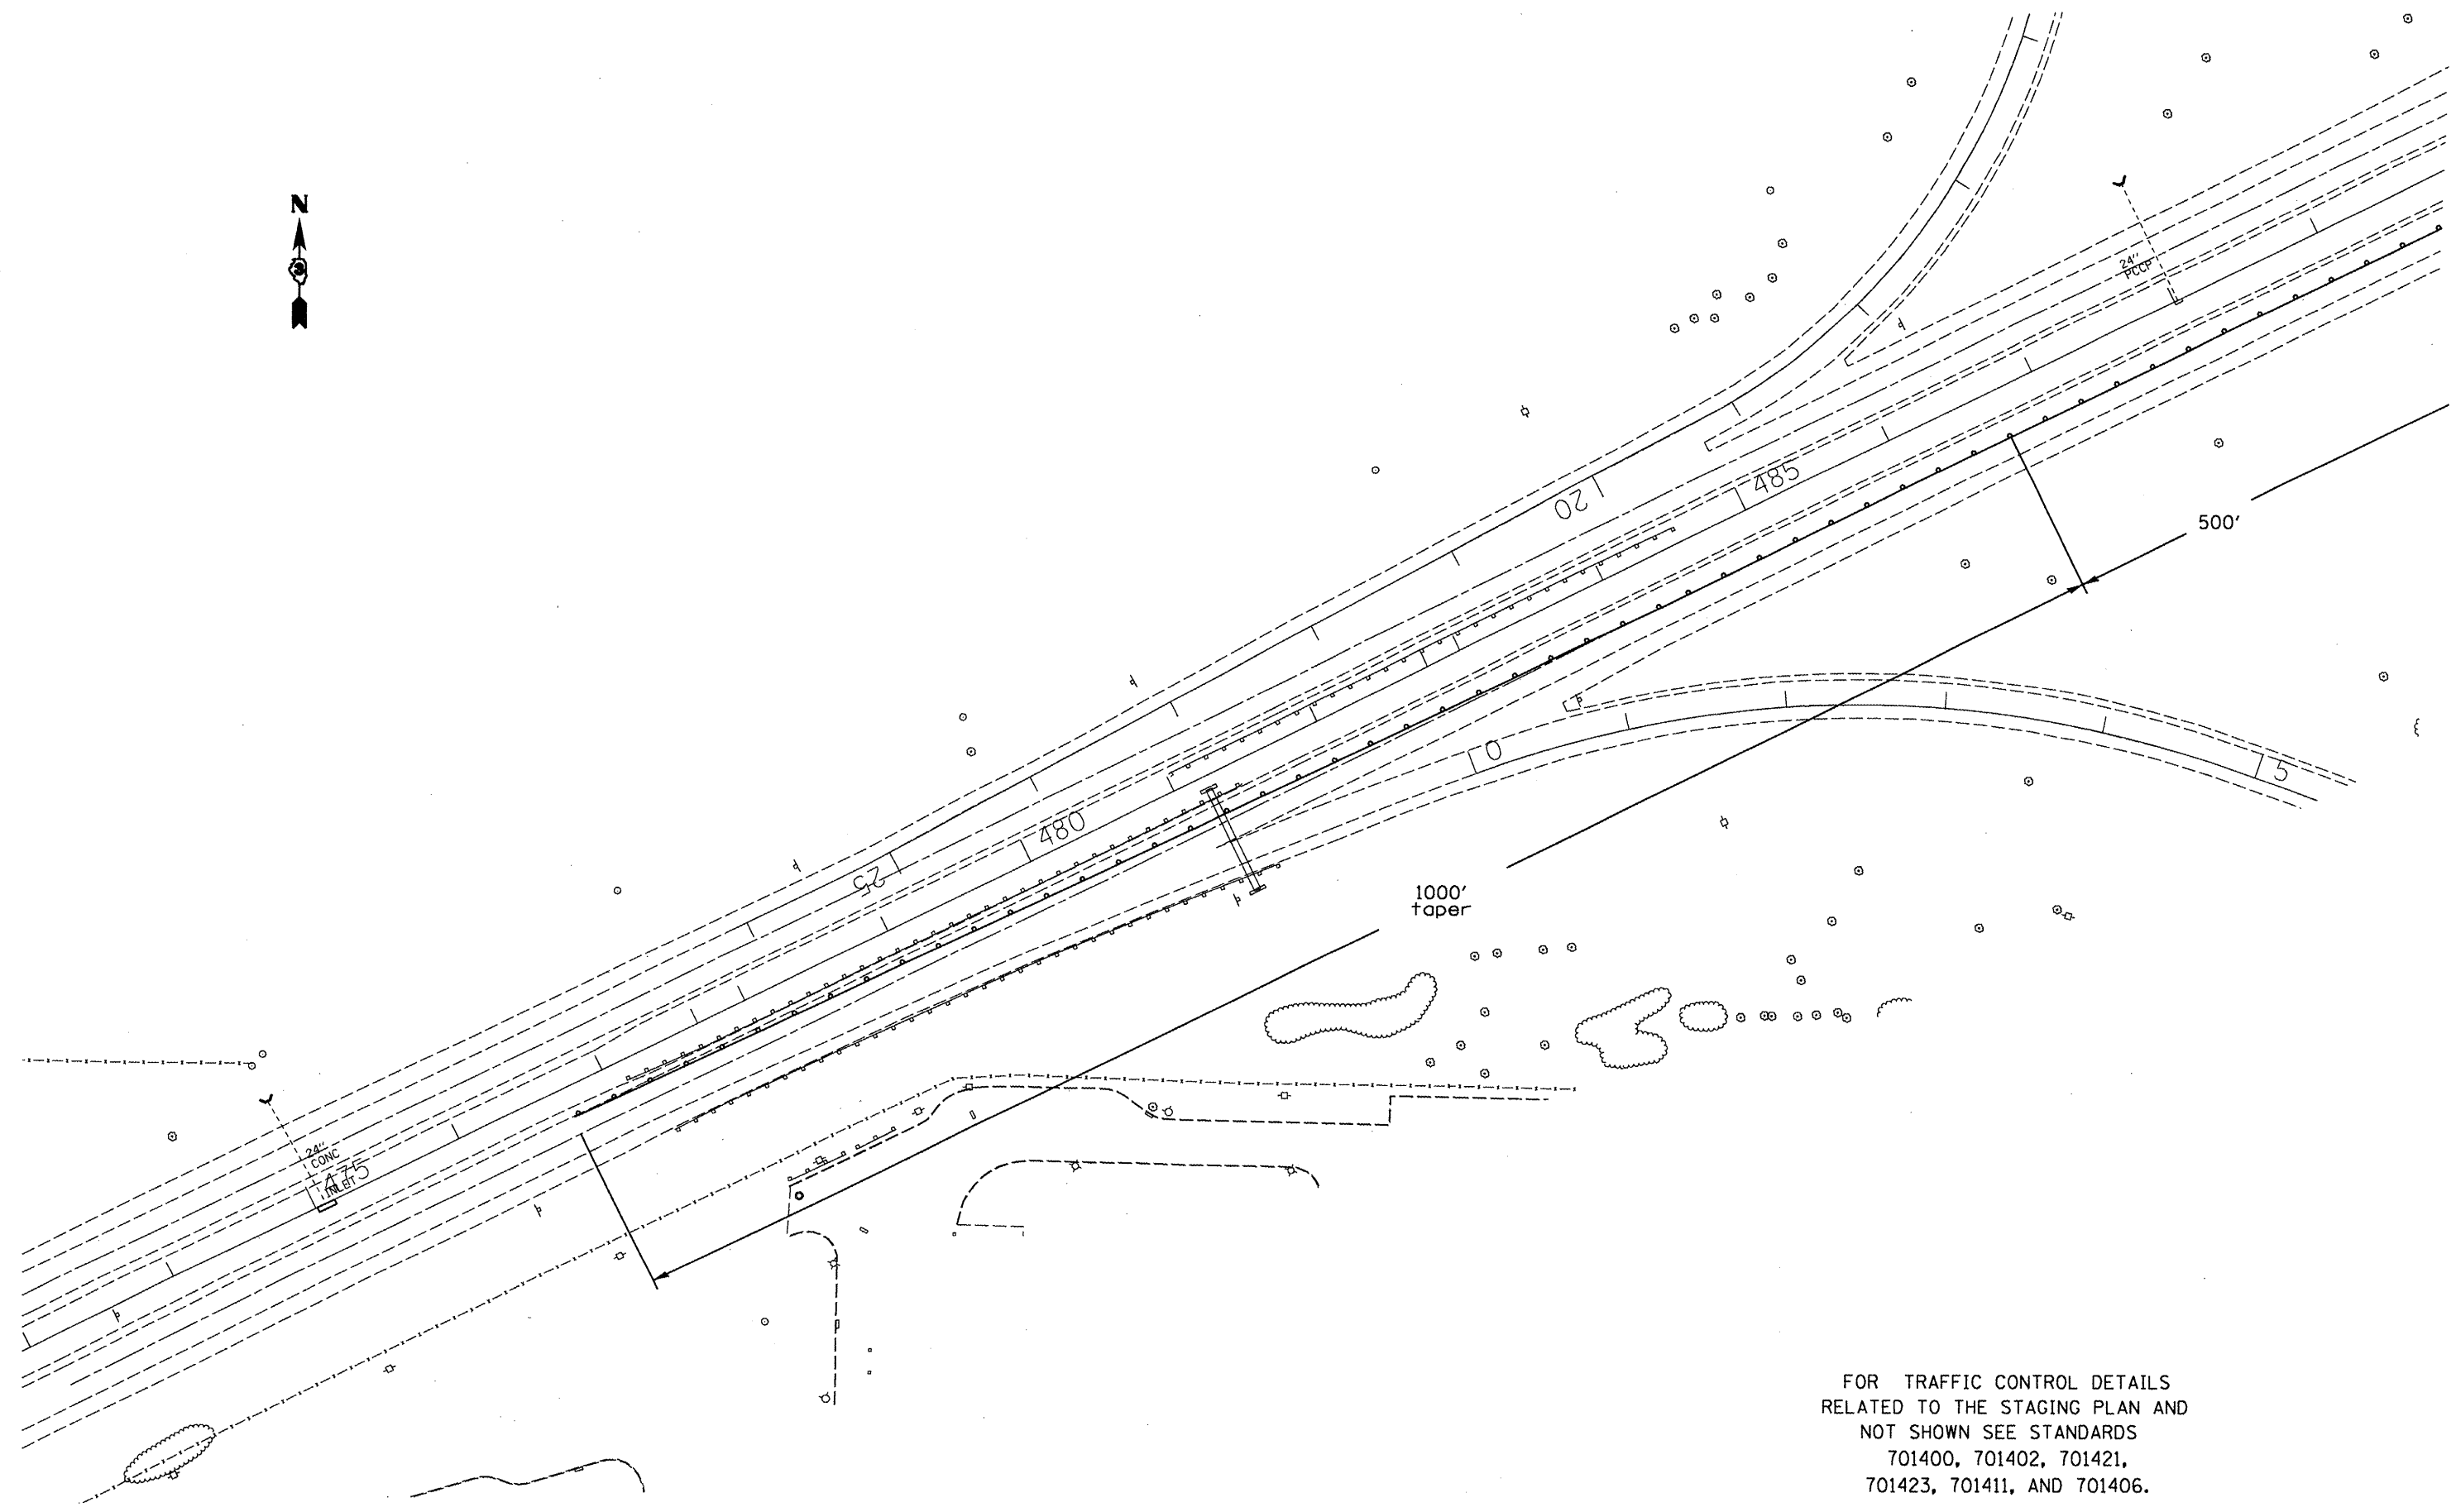 N
3
24"
PCCP
485
20
500'
0
5
480
25
1000'
taper
24"
CONC
475
INLET
FOR TRAFFIC CONTROL DETAILS
RELATED TO THE STAGING PLAN AND
NOT SHOWN SEE STANDARDS
701400, 701402, 701421,
701423, 701411, AND 701406.